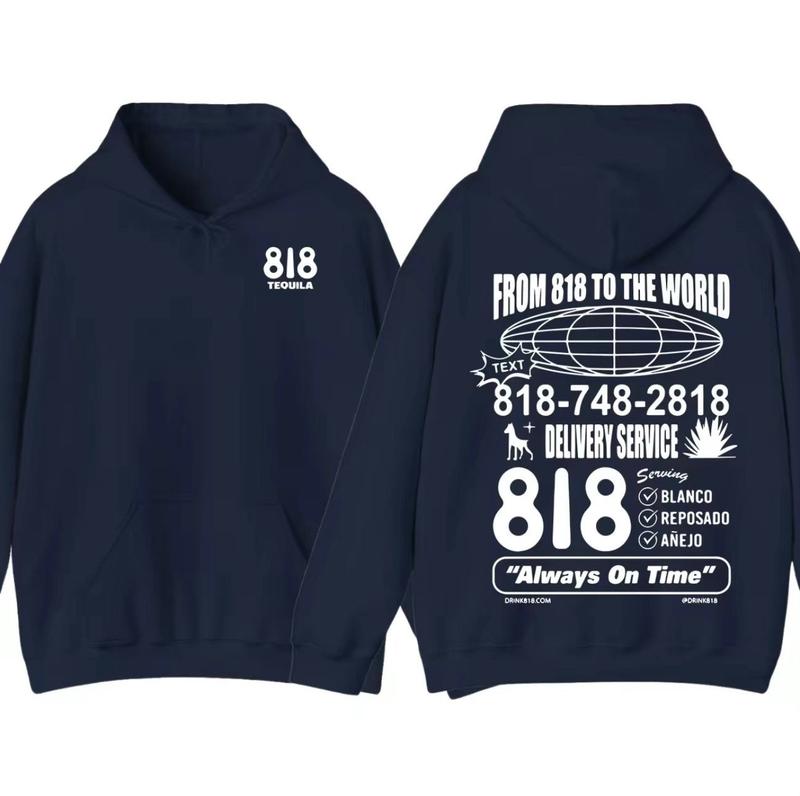 818
TEQUILA
FROM 818 TO THE WORLD
TEXT
818-748-2818
DELIVERY SERVICE
818
Serving
BLANCO
REPOSADO
AÑEJO
"Always On Time"
DRINK818.COM
@DRINK818